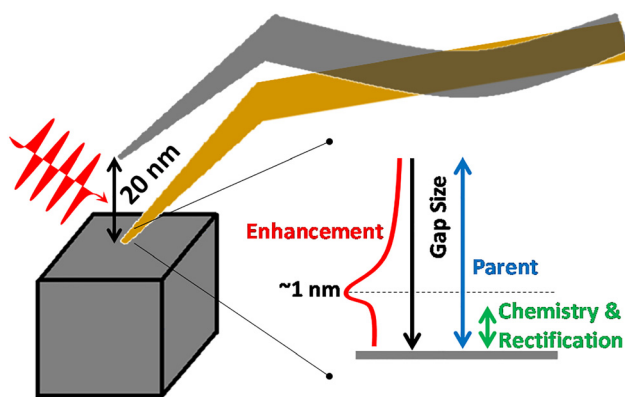 20 nm
Enhancement
Gap Size
Parent
~1 nm
Chemistry &
Rectification